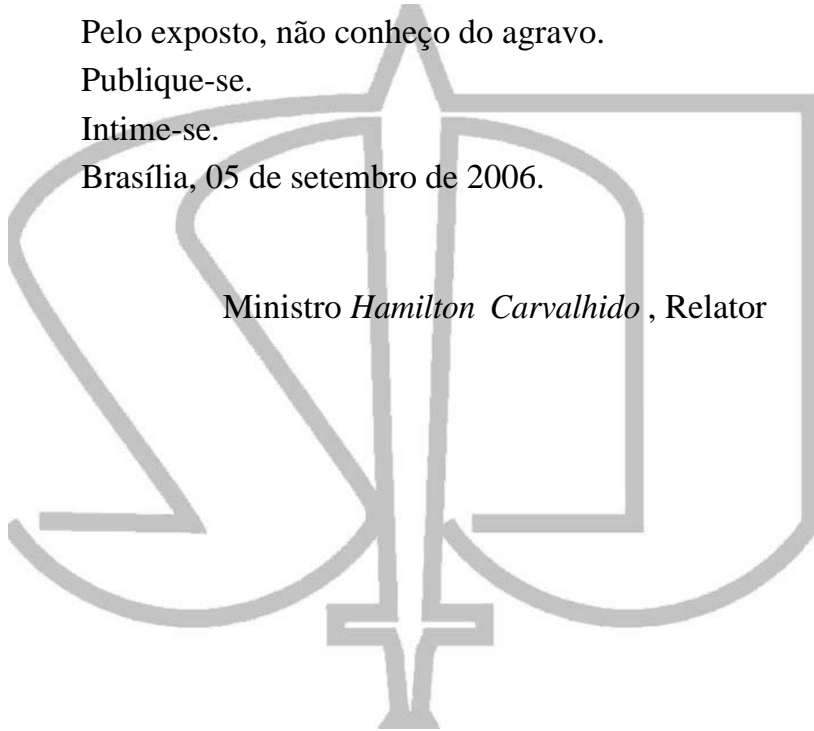 Pelo exposto, não conheço do agravo.
Publique-se.
Intime-se.
Brasília, 05 de setembro de 2006.
Ministro Hamilton Carvalhido , Relator
STJ